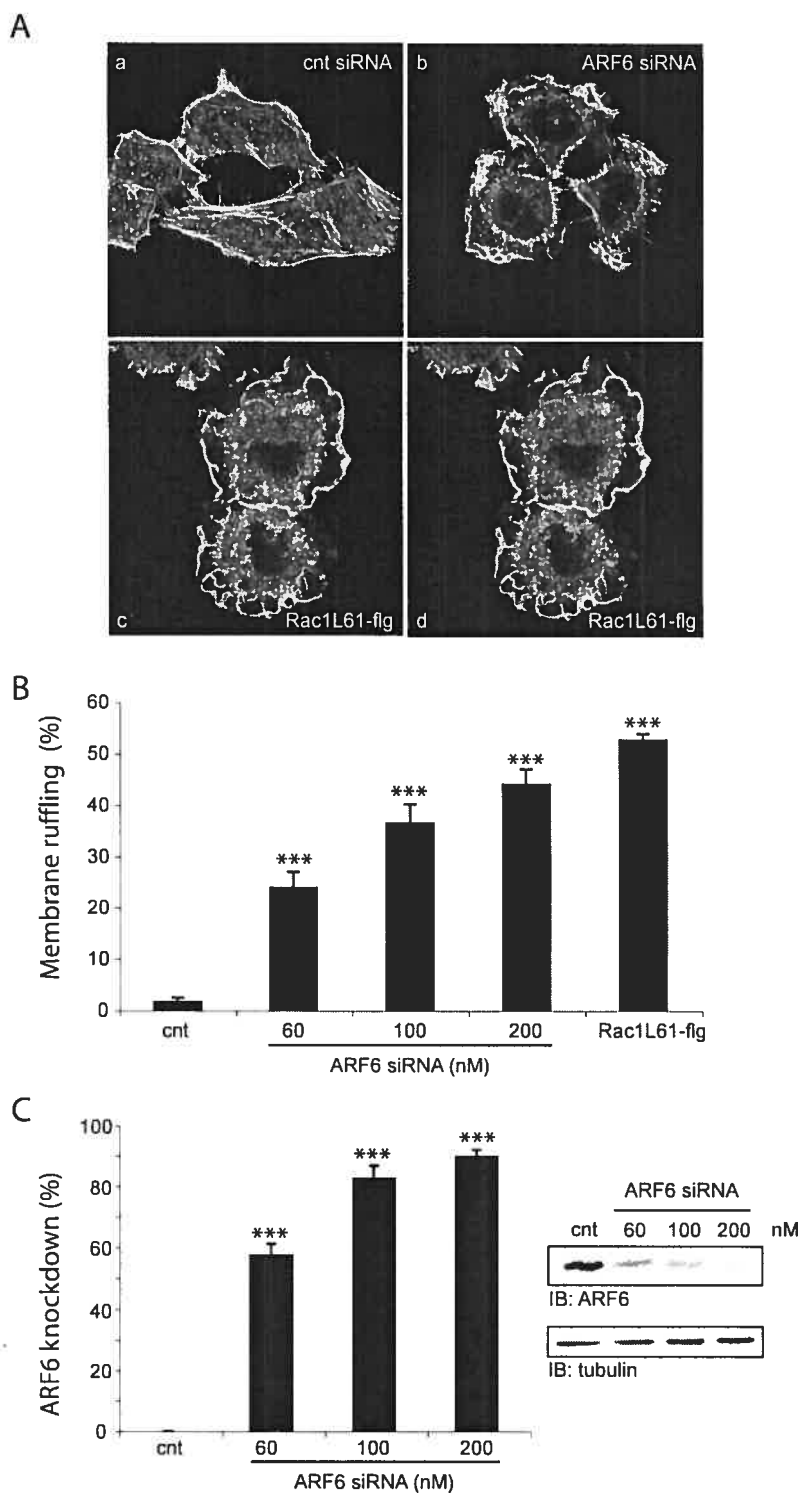 A
a cnt siRNA
b ARF6 siRNA
c Rac1L61-flg
d Rac1L61-flg
B
Membrane ruffling (%)
60
50
40
30
20
10
0
***
***
***
***
cnt 60 100 200 Rac1L61-flg
ARF6 siRNA (nM)
C
ARF6 knockdown (%)
100
80
60
40
20
0
***
***
***
cnt 60 100 200
ARF6 siRNA (nM)
ARF6 siRNA
cnt 60 100 200 nM
IB: ARF6
IB: tubulin